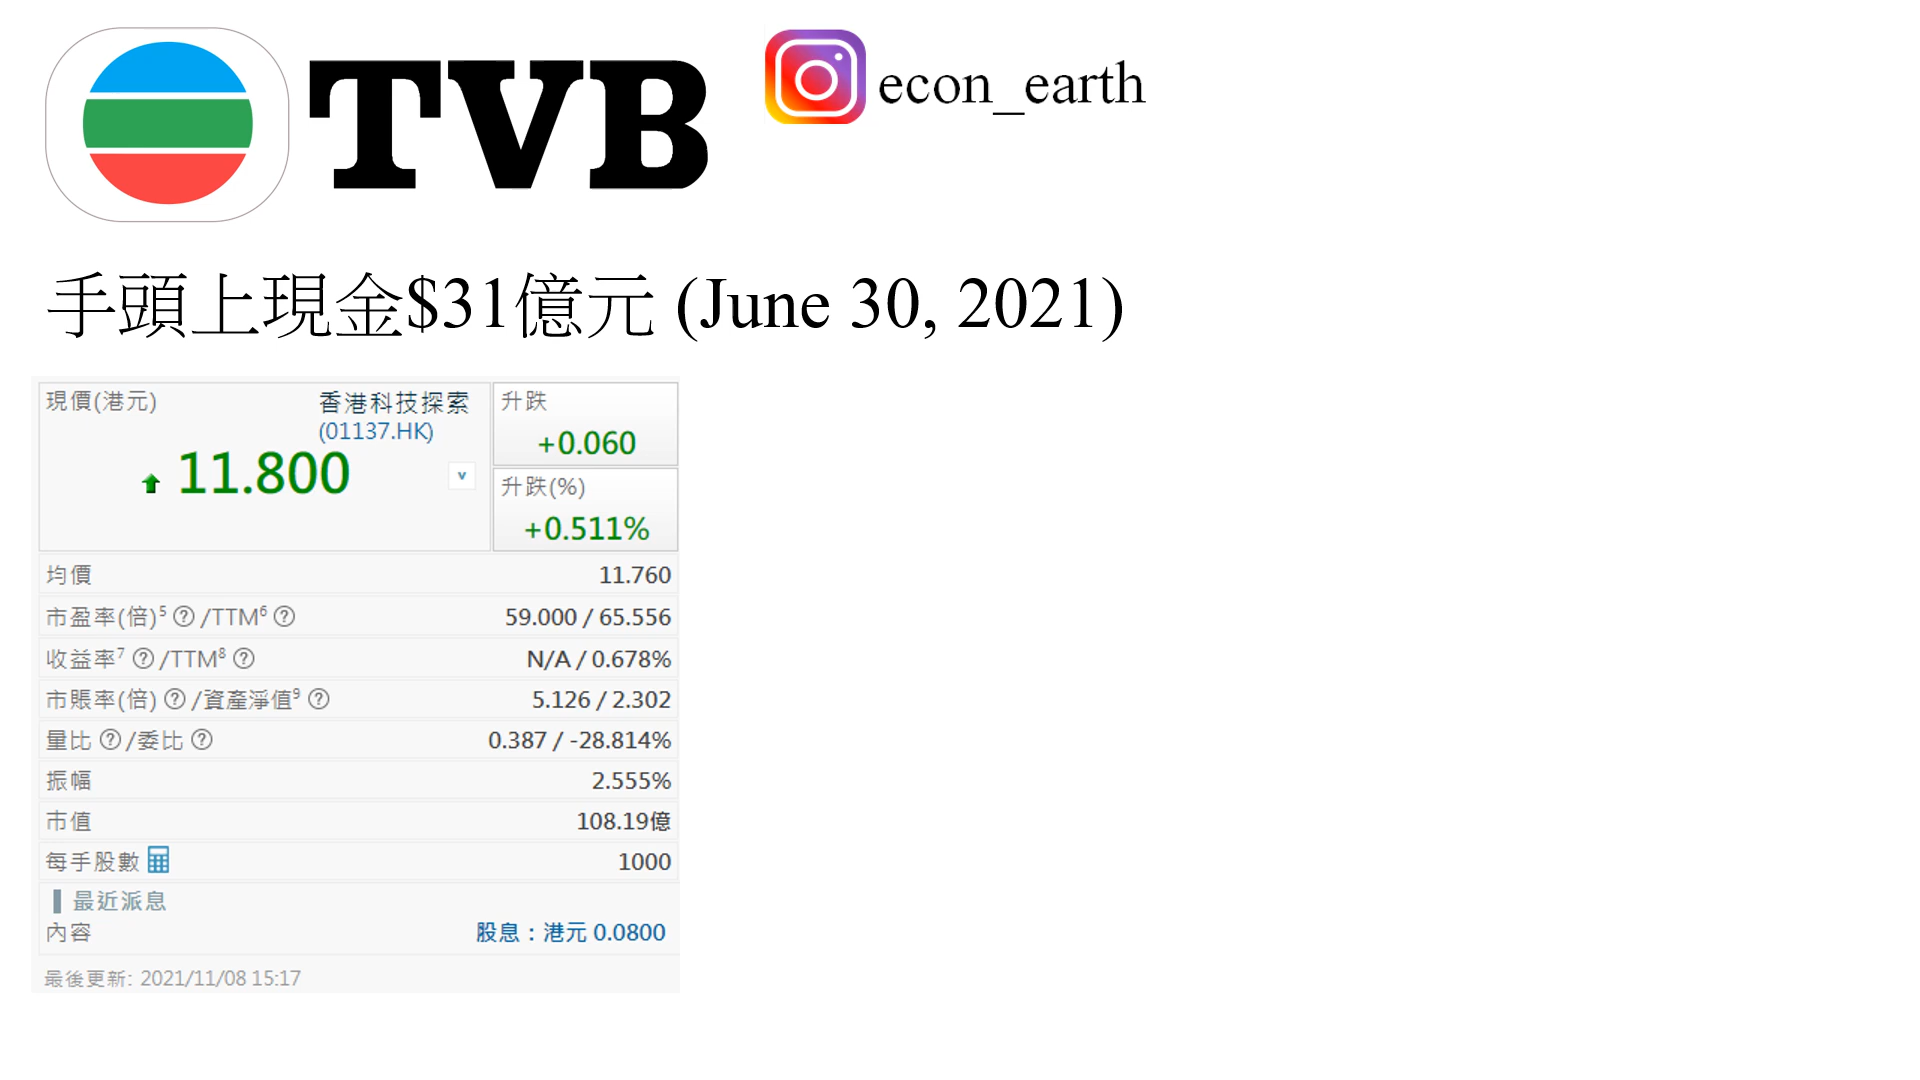 TVB
econ_earth
手頭上現金$31億元 (June 30, 2021)
現價(港元)
香港科技探索
(01137.HK)
11.800
升跌
+0.060
升跌(%)
+0.511%
均價 11.760
市盈率(倍)5 ? /TTM6 ? 59.000 / 65.556
收益率7 ? /TTM8 ? N/A / 0.678%
市賬率(倍) ? /資產淨值9 ? 5.126 / 2.302
量比 ? /委比 ? 0.387 / -28.814%
振幅 2.555%
市值 108.19億
每手股數 1000
最近派息
內容 股息：港元 0.0800
最後更新: 2021/11/08 15:17